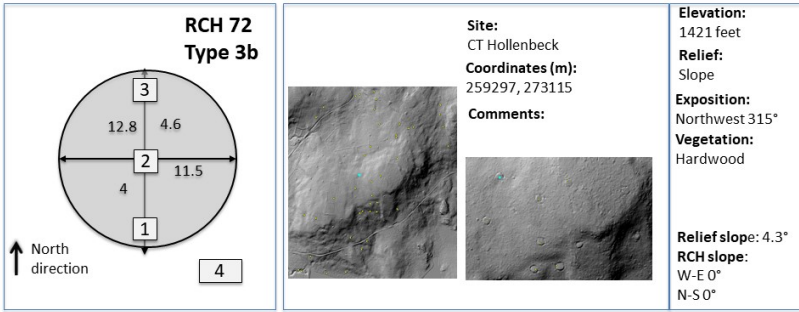 RCH 72
Type 3b
3
12.8
4.6
2
11.5
4
1
North
direction
4
Site:
CT Hollenbeck
Coordinates (m):
259297, 273115
Comments:
Elevation:
1421 feet
Relief:
Slope
Exposition:
Northwest 315°
Vegetation:
Hardwood
Relief slope: 4.3°
RCH slope:
W-E 0°
N-S 0°